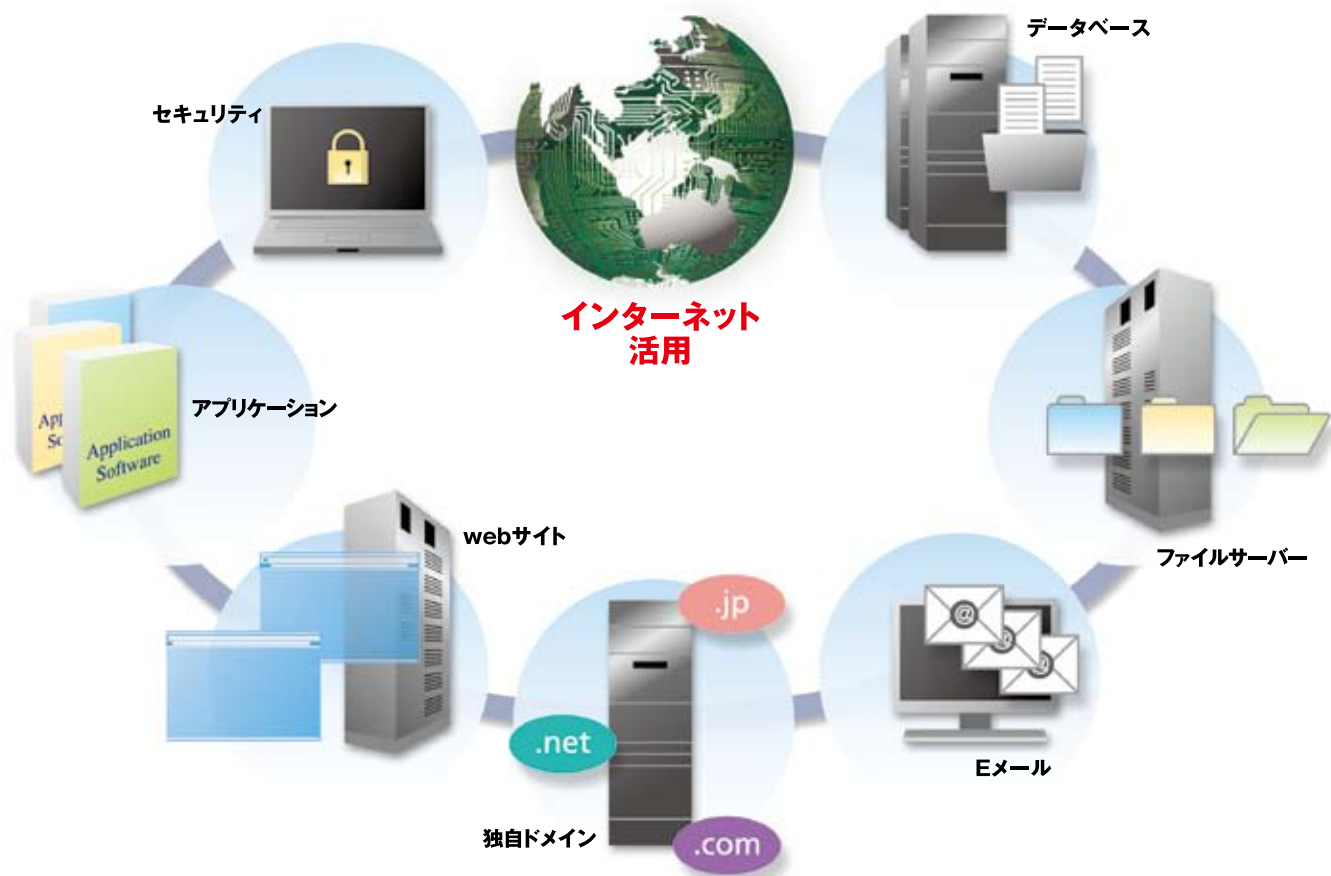 データベース
セキュリティ
インターネット
活用
アプリケーション
App
So
Application
Software
webサイト
ファイルサーバー
.jp
@
@
@
.net
Eメール
独自ドメイン
.com